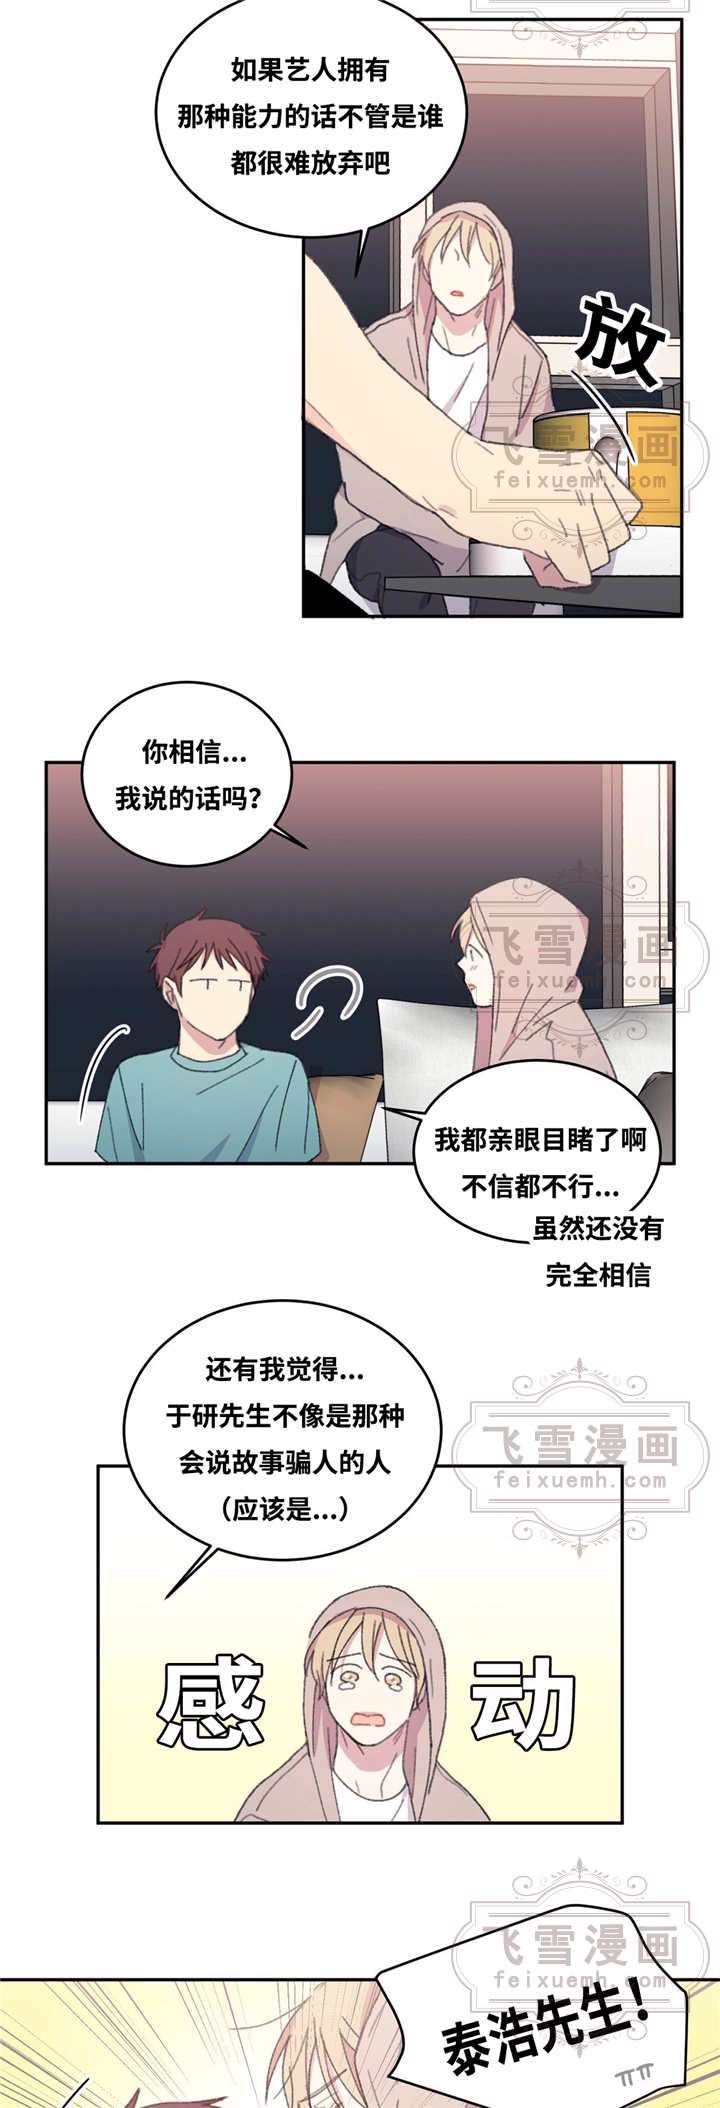 如果艺人拥有
那种能力的话不管是谁
都很难放弃吧
放
飞雪漫画
feixuemh.com
你相信...
我说的话吗?
飞雪漫画
feixuemh.com
我都亲眼目睹了啊
不信都不行...
虽然还没有
完全相信
还有我觉得...
于研先生不像是那种
会说故事骗人的人
（应该是...）
飞雪漫画
feixuemh.com
感 动
飞雪漫画
feixuemh.com
泰浩先生!
ㅠㅠ